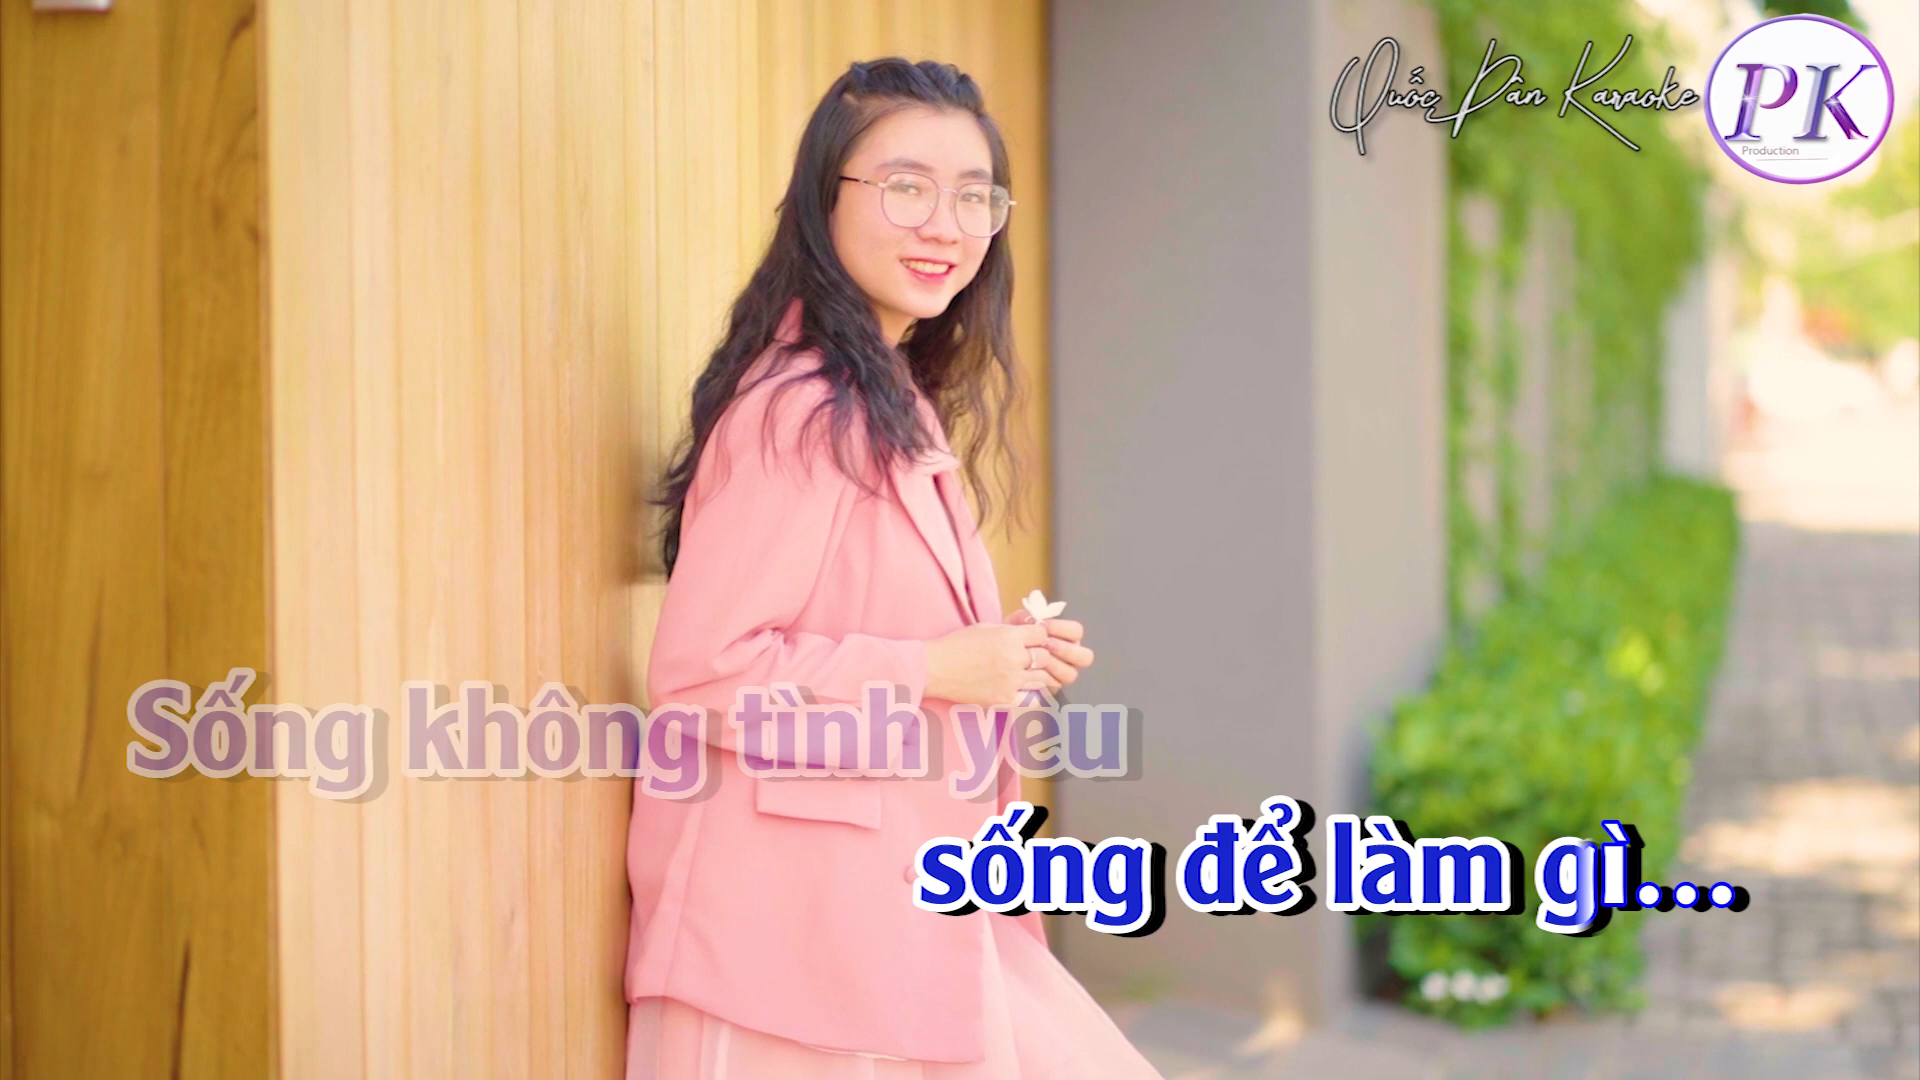 Quốc Dân Karaoke
PK
Production
Sống không tình yêu
sống để làm gì...